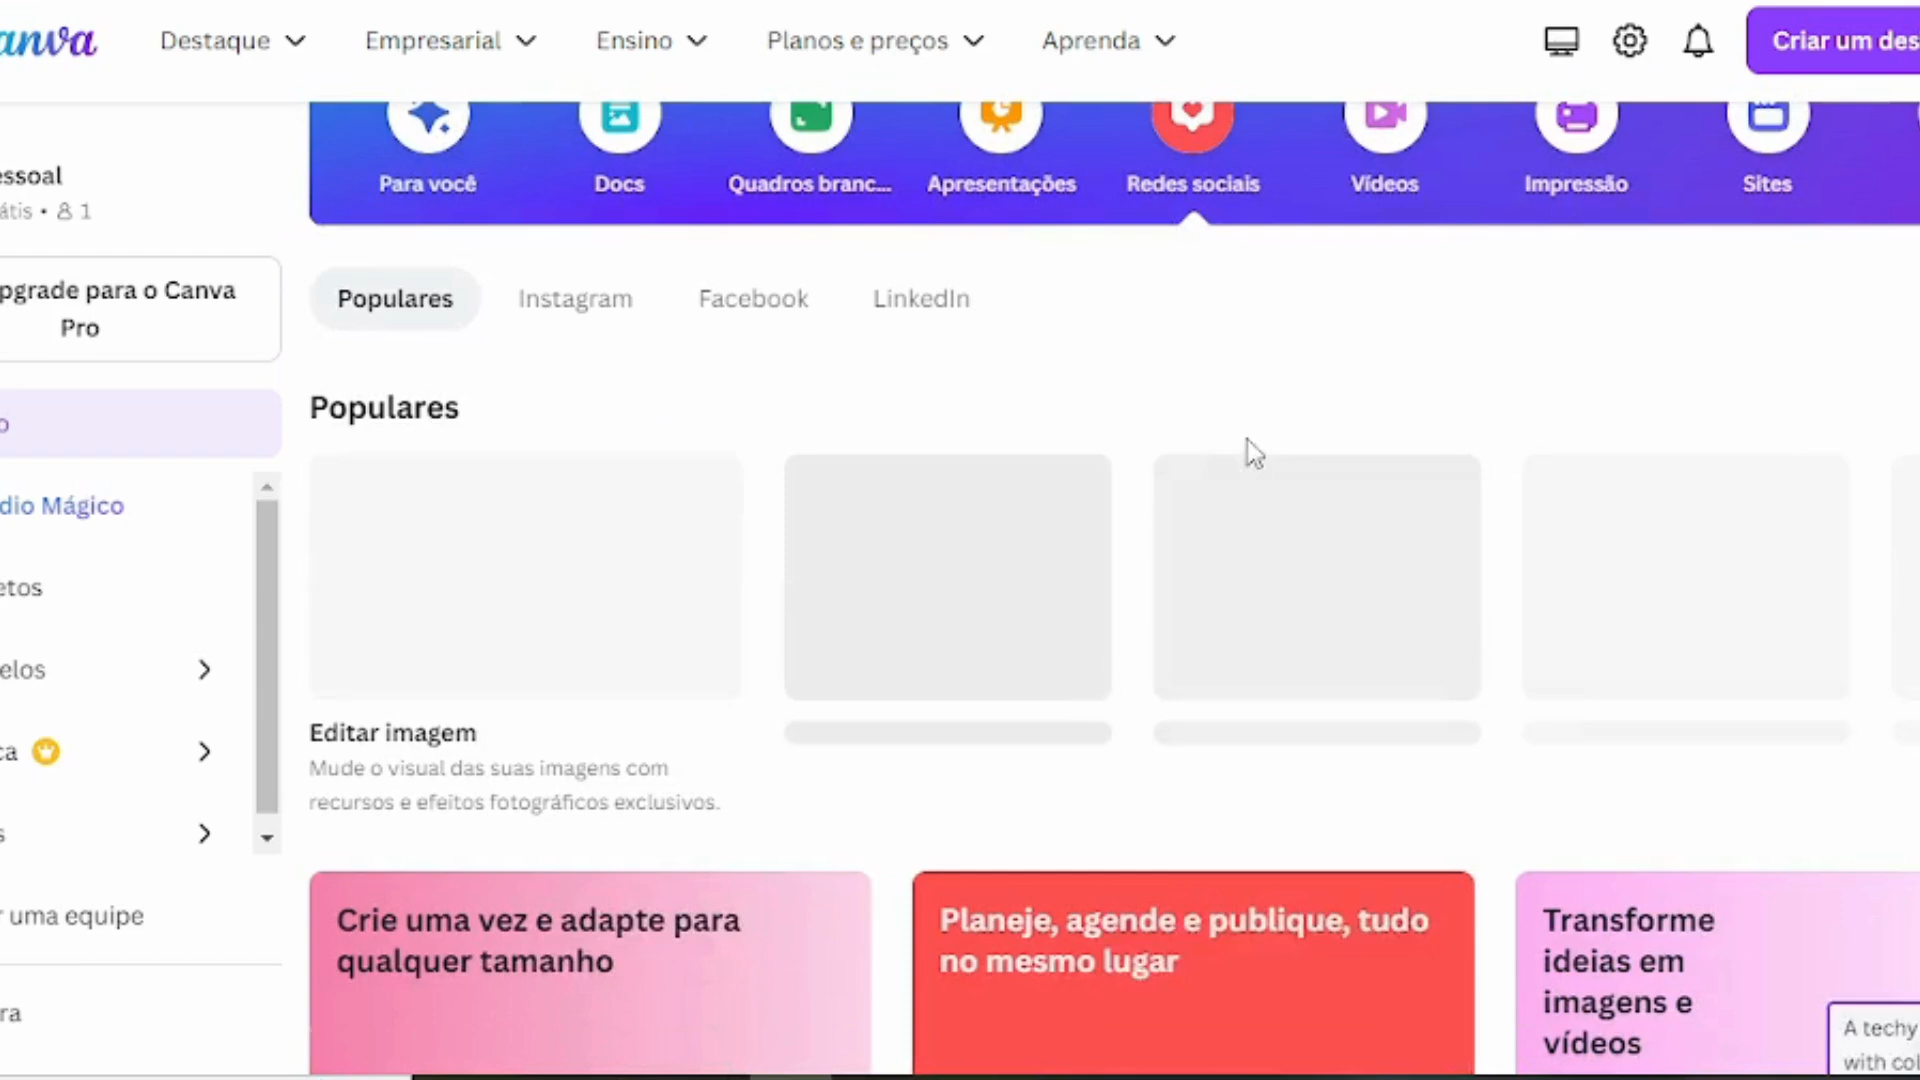 anva
Destaque
Empresarial
Ensino
Planos e preços
Aprenda
Criar um des
essoal
átis • 1
pgrade para o Canva
Pro
o
dio Mágico
etos
elos
ca
s
r uma equipe
ra
Para você
Docs
Quadros branc...
Apresentações
Redes sociais
Vídeos
Impressão
Sites
Populares
Instagram
Facebook
LinkedIn
Populares
Editar imagem
Mude o visual das suas imagens com
recursos e efeitos fotográficos exclusivos.
Crie uma vez e adapte para
qualquer tamanho
Planeje, agende e publique, tudo
no mesmo lugar
Transforme
ideias em
imagens e
vídeos
A techy
with col